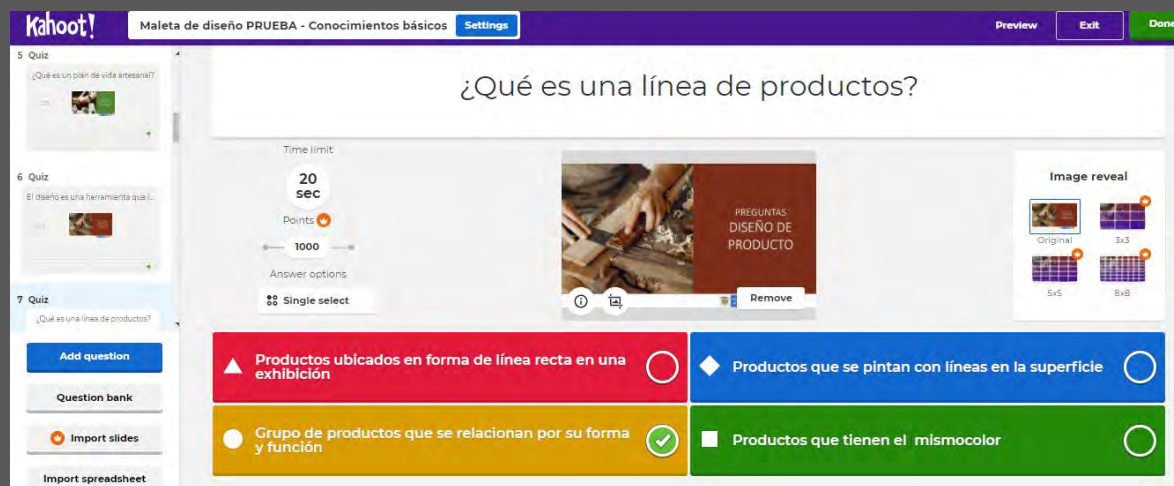 Kahoot!
Maleta de diseño PRUEBA - Conocimientos básicos
Settings
Preview
Exit
Done
5 Quiz
¿Qué es un plan de vida artesanal?
6 Quiz
El diseño es una herramienta que l...
7 Quiz
¿Qué es una línea de productos?
Add question
Question bank
Import slides
Import spreadsheet
¿Qué es una línea de productos?
Time limit
20
sec
Points
1000
Answer options
Single select
PREGUNTAS
DISEÑO DE
PRODUCTO
Remove
Image reveal
Original
3x3
5x5
8x8
Productos ubicados en forma de línea recta en una
exhibición
Productos que se pintan con líneas en la superficie
Grupo de productos que se relacionan por su forma
y función
Productos que tienen el mismocolor